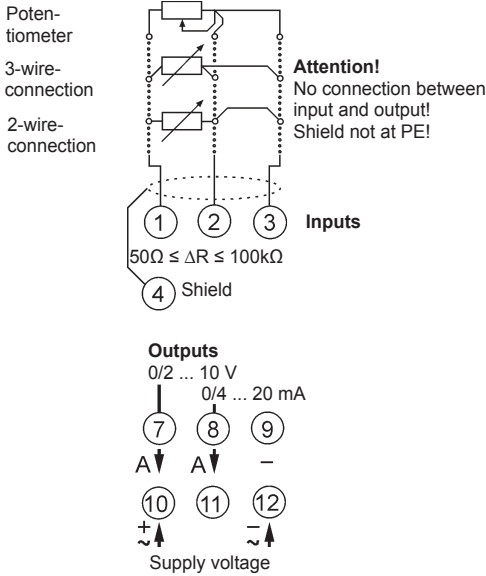 Poten-
tiometer
3-wire-
connection
2-wire-
connection
Attention!
No connection between
input and output!
Shield not at PE!
1 2 3 Inputs
50Ω ≤ ΔR ≤ 100kΩ
4 Shield
Outputs
0/2 ... 10 V
0/4 ... 20 mA
7 8 9
A A –
10 11 12
+ –
~ ~
Supply voltage